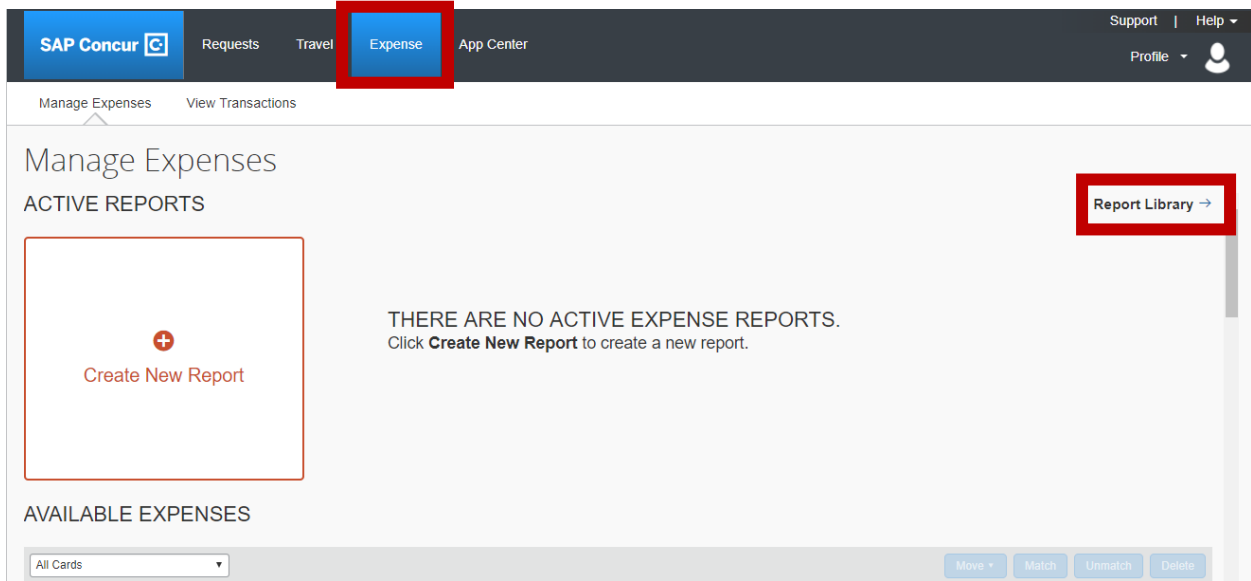 Support | Help
SAP Concur C Requests Travel Expense App Center
Profile
Manage Expenses View Transactions
Manage Expenses
ACTIVE REPORTS
Report Library →
THERE ARE NO ACTIVE EXPENSE REPORTS.
Click Create New Report to create a new report.
Create New Report
AVAILABLE EXPENSES
All Cards Move Match Unmatch Delete